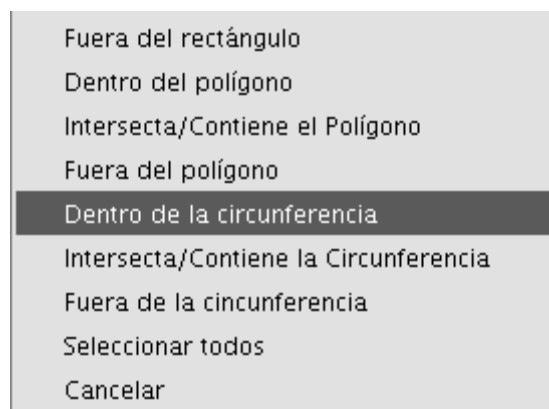 Fuera del rectángulo
Dentro del polígono
Intersecta/Contiene el Polígono
Fuera del polígono
Dentro de la circunferencia
Intersecta/Contiene la Circunferencia
Fuera de la cincunferencia
Seleccionar todos
Cancelar